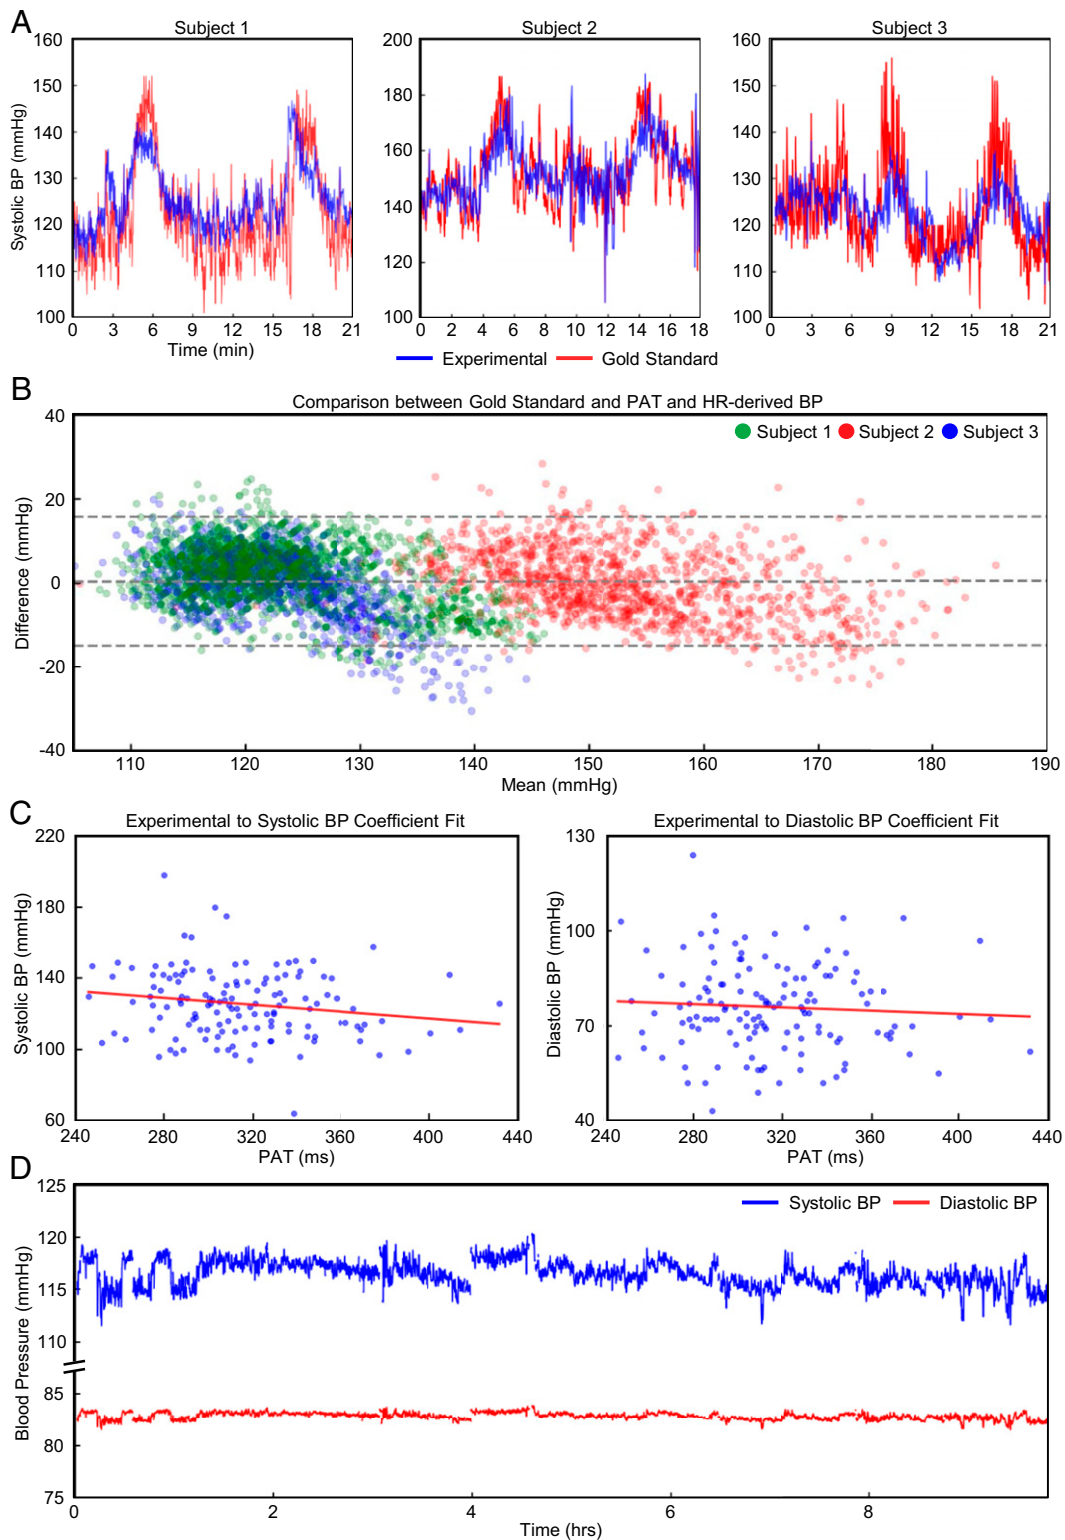 A
Subject 1
Subject 2
Subject 3
Systolic BP (mmHg)
160
150
140
130
120
110
100
0 3 6 9 12 15 18 21
Time (min)
200
180
160
140
120
100
0 2 4 6 8 10 12 14 16 18
160
150
140
130
120
110
100
0 3 6 9 12 15 18 21
Experimental Gold Standard
B
Comparison between Gold Standard and PAT and HR-derived BP
Subject 1 Subject 2 Subject 3
Difference (mmHg)
40
20
0
-20
-40
110 120 130 140 150 160 170 180 190
Mean (mmHg)
C
Experimental to Systolic BP Coefficient Fit
Systolic BP (mmHg)
220
180
140
100
60
240 280 320 360 400 440
PAT (ms)
Experimental to Diastolic BP Coefficient Fit
Diastolic BP (mmHg)
130
100
70
40
240 280 320 360 400 440
PAT (ms)
D
Systolic BP Diastolic BP
Blood Pressure (mmHg)
125
120
115
110
85
80
75
0 2 4 6 8
Time (hrs)